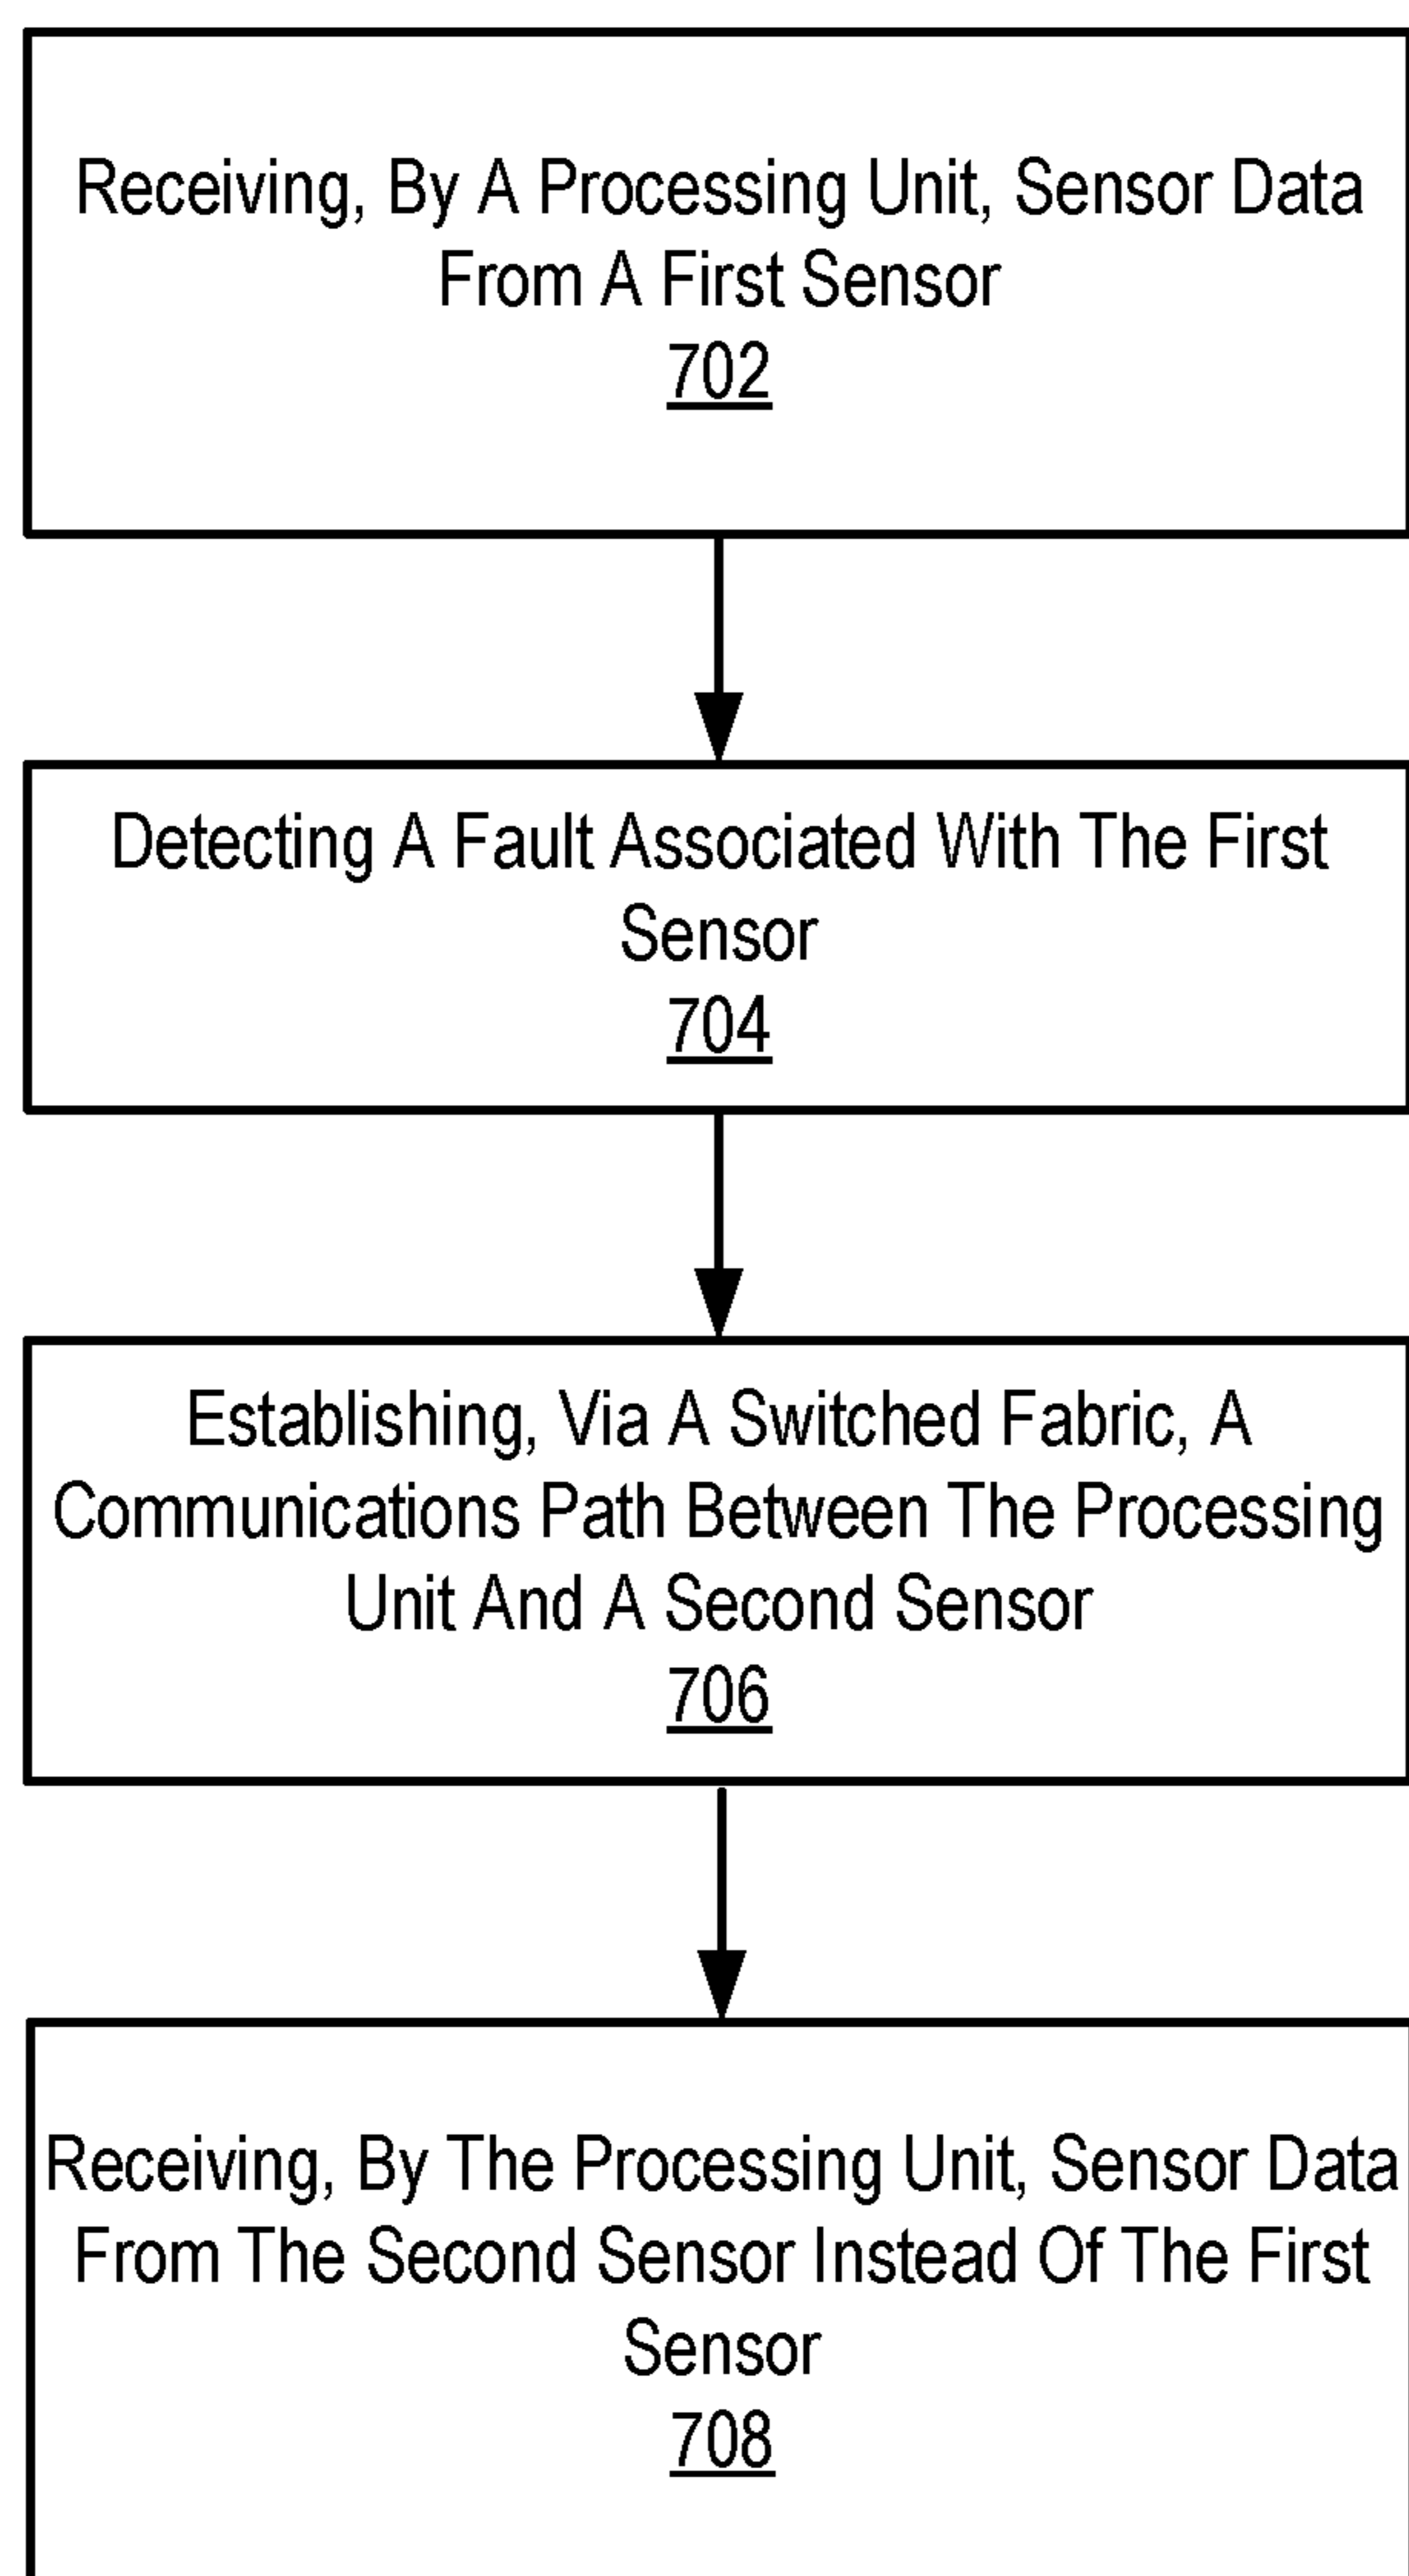 Receiving, By A Processing Unit, Sensor Data
From A First Sensor
702
Detecting A Fault Associated With The First
Sensor
704
Establishing, Via A Switched Fabric, A
Communications Path Between The Processing
Unit And A Second Sensor
706
Receiving, By The Processing Unit, Sensor Data
From The Second Sensor Instead Of The First
Sensor
708